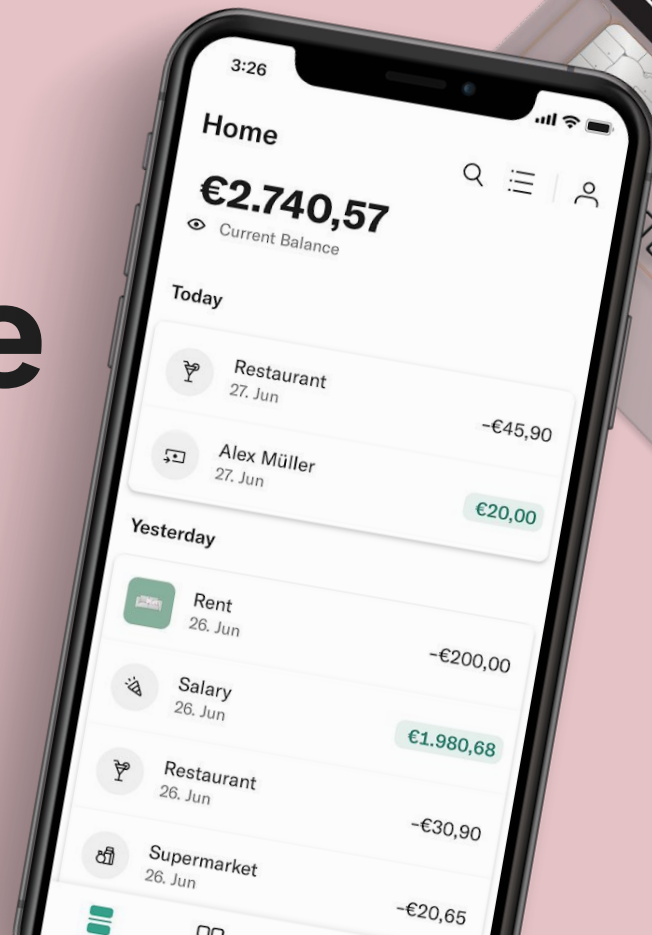 3:26
Home
€2.740,57
Current Balance
e
Today
Restaurant
27. Jun
-€45,90
Alex Müller
27. Jun
€20,00
Yesterday
Rent
26. Jun
-€200,00
Salary
26. Jun
€1.980,68
Restaurant
26. Jun
-€30,90
Supermarket
26. Jun
-€20,65